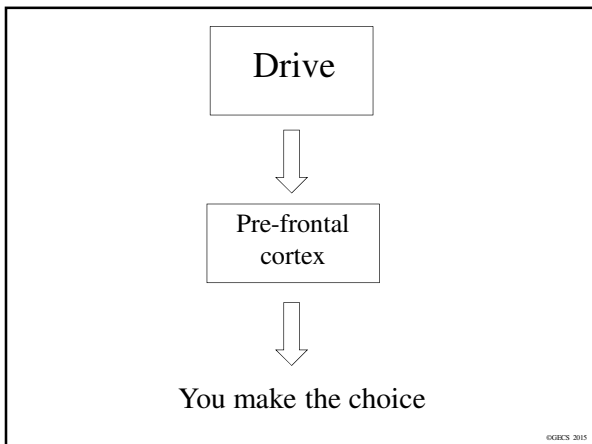 Drive
Pre-frontal
cortex
You make the choice
©GECS 2015